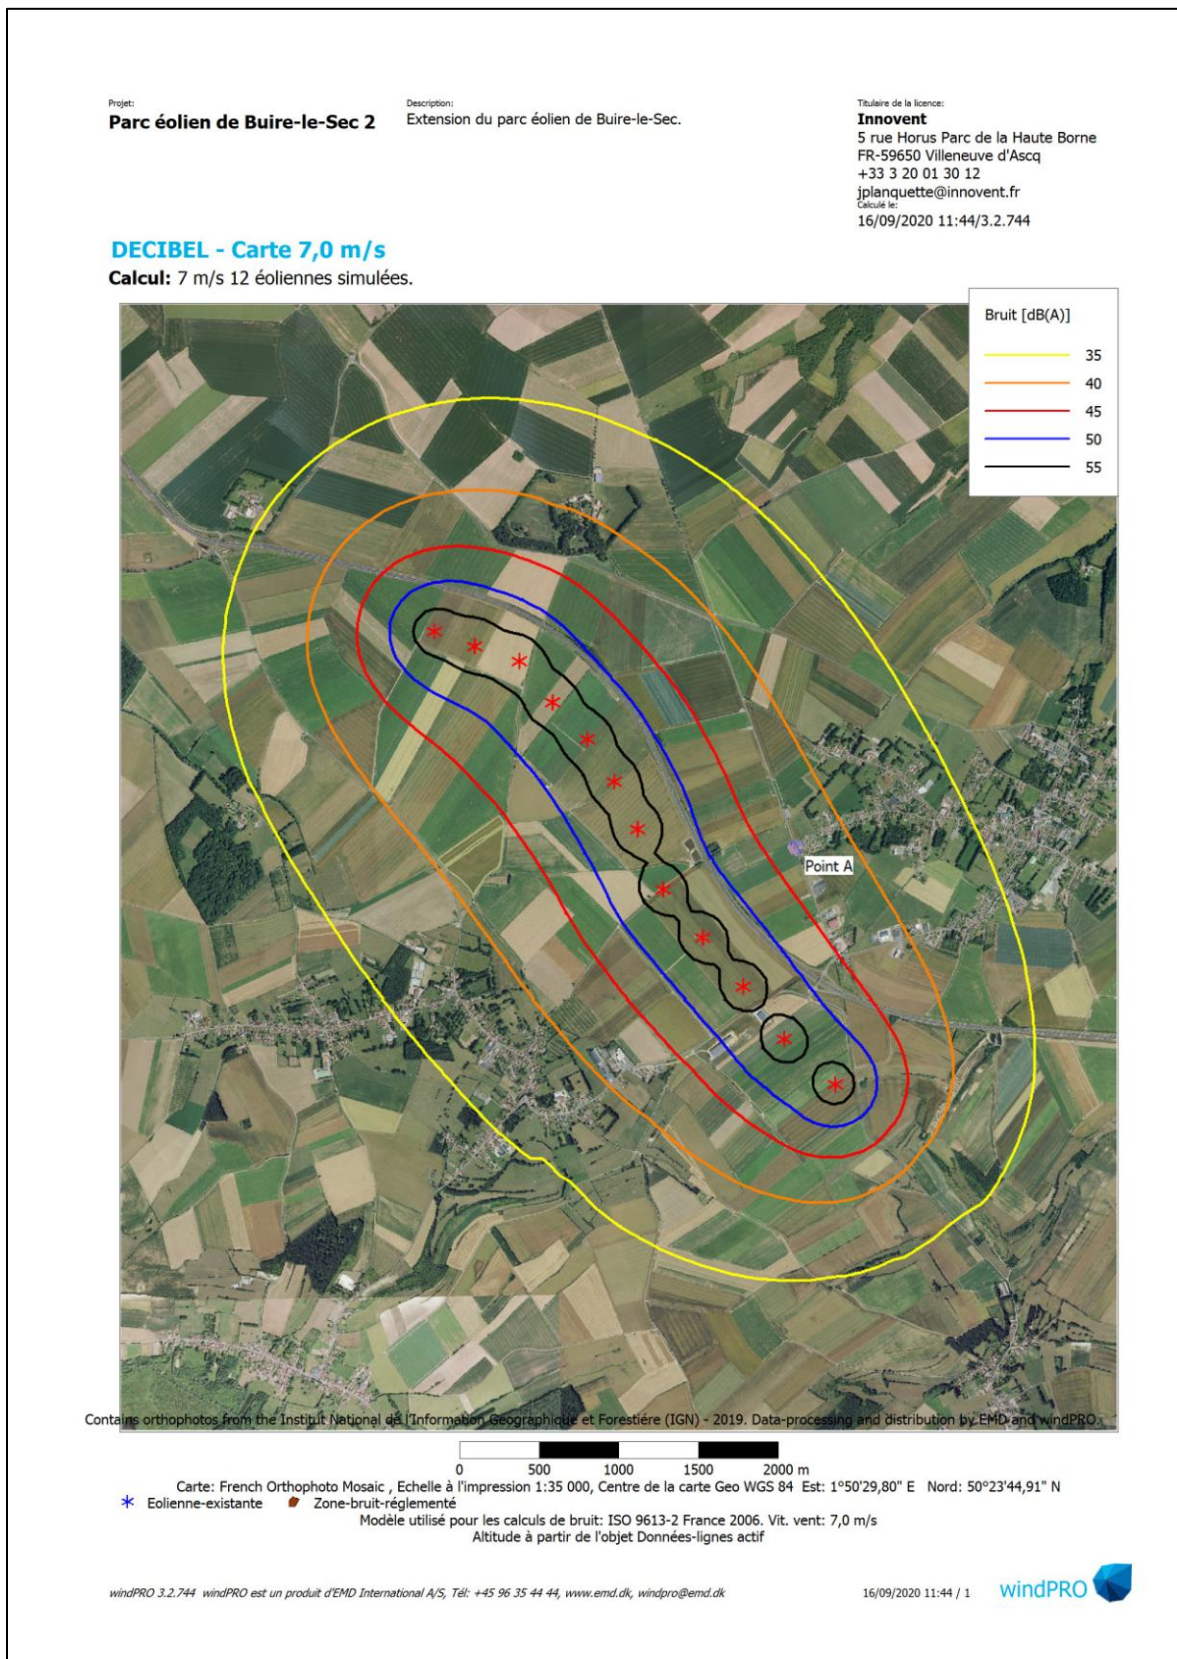 Projet:
Parc éolien de Buire-le-Sec 2
Description:
Extension du parc éolien de Buire-le-Sec.
Titulaire de la licence:
Innovent
5 rue Horus Parc de la Haute Borne
FR-59650 Villeneuve d'Ascq
+33 3 20 01 30 12
jplanquette@innovent.fr
Calculé le:
16/09/2020 11:44/3.2.744
DECIBEL - Carte 7,0 m/s
Calcul: 7 m/s 12 éoliennes simulées.
Bruit [dB(A)]
35
40
45
50
55
Point A
Contains orthophotos from the Institut National de l'Information Géographique et Forestiére (IGN) - 2019. Data-processing and distribution by EMD and windPRO.
0 500 1000 1500 2000 m
Carte: French Orthophoto Mosaic , Echelle à l'impression 1:35 000, Centre de la carte Geo WGS 84 Est: 1°50'29,80" E Nord: 50°23'44,91" N
Eolienne-existante Zone-bruit-réglementé
Modèle utilisé pour les calculs de bruit: ISO 9613-2 France 2006. Vit. vent: 7,0 m/s
Altitude à partir de l'objet Données-lignes actif
windPRO 3.2.744 windPRO est un produit d'EMD International A/S, Tél: +45 96 35 44 44, www.emd.dk, windpro@emd.dk
16/09/2020 11:44 / 1
windPRO